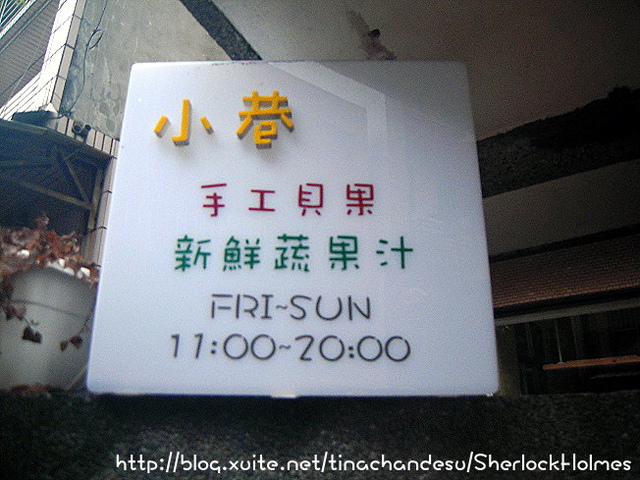 小巷
手工貝果
新鮮蔬果汁
FRI~SUN
11:00~20:00
http://blog.xuite.net/tinachandesu/SherlockHolmes